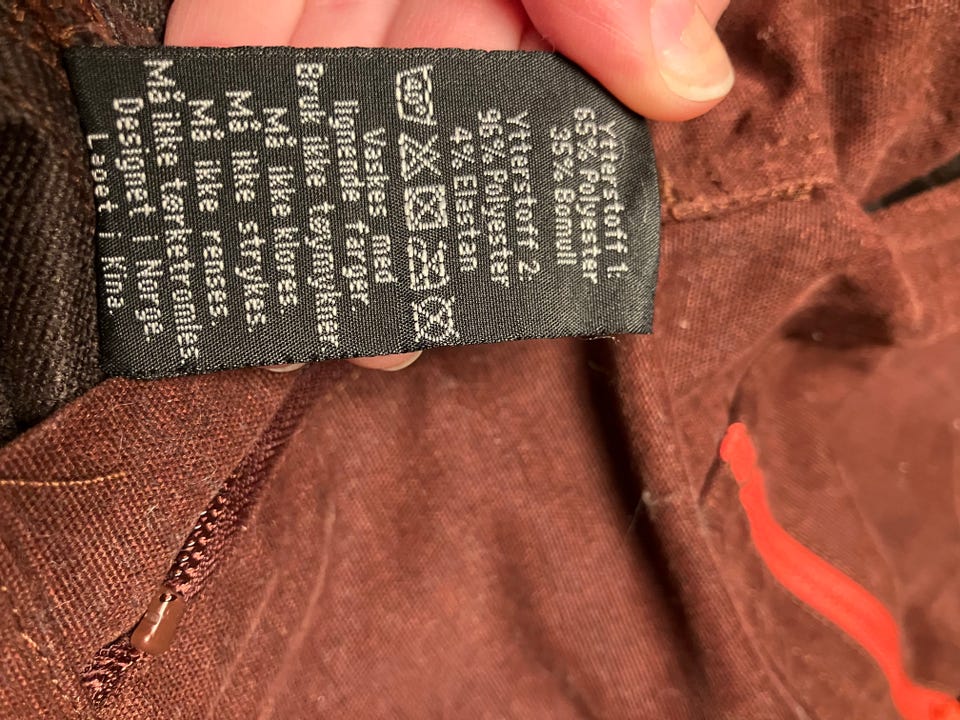 Ytterstoff 1
65% Polyester
35% Bomull
Ytterstoff 2
96% Polyester
4% Elastan
Vaskes med
lignende farger.
Bruk ikke tøymykner
Må ikke klores.
Må ikke strykes.
Må ikke renses.
Må ikke tørketromles
Designet i Norge.
Laget i Kina